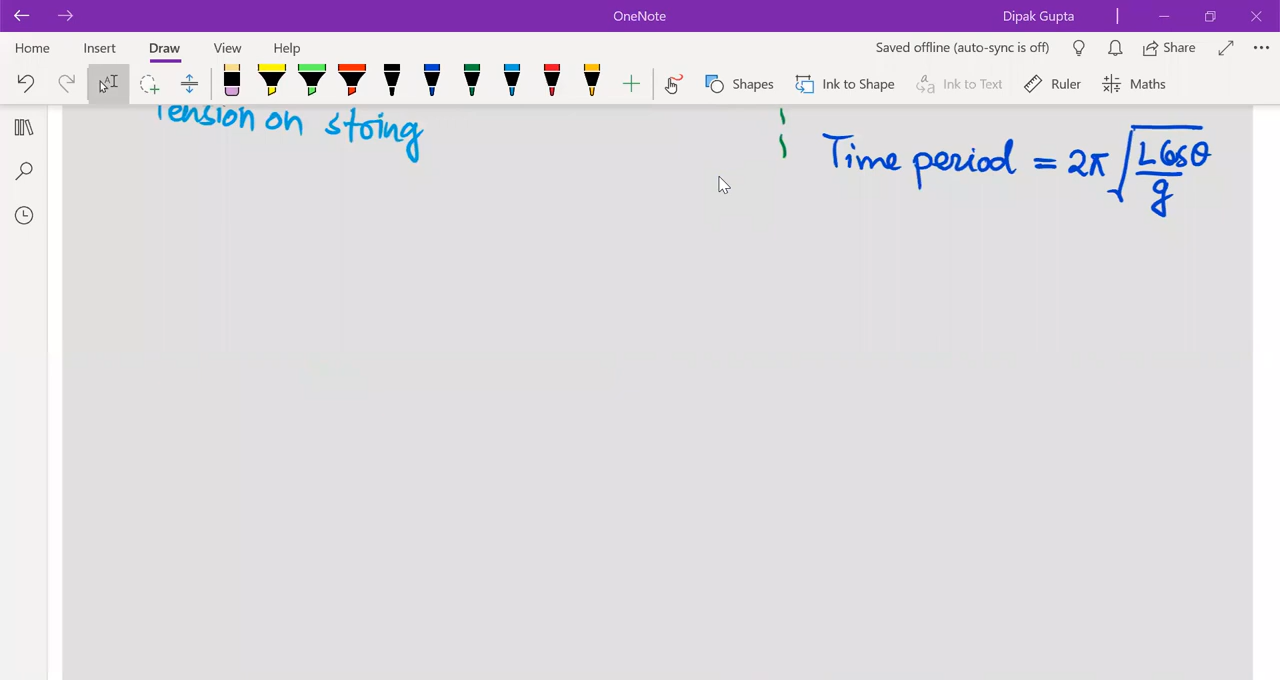 OneNote
Dipak Gupta
Home Insert Draw View Help
Saved offline (auto-sync is off)
Share
Shapes
Ink to Shape
Ink to Text
Ruler
Maths
Tension on string
Time period = 2π √(L Cosθ / g)